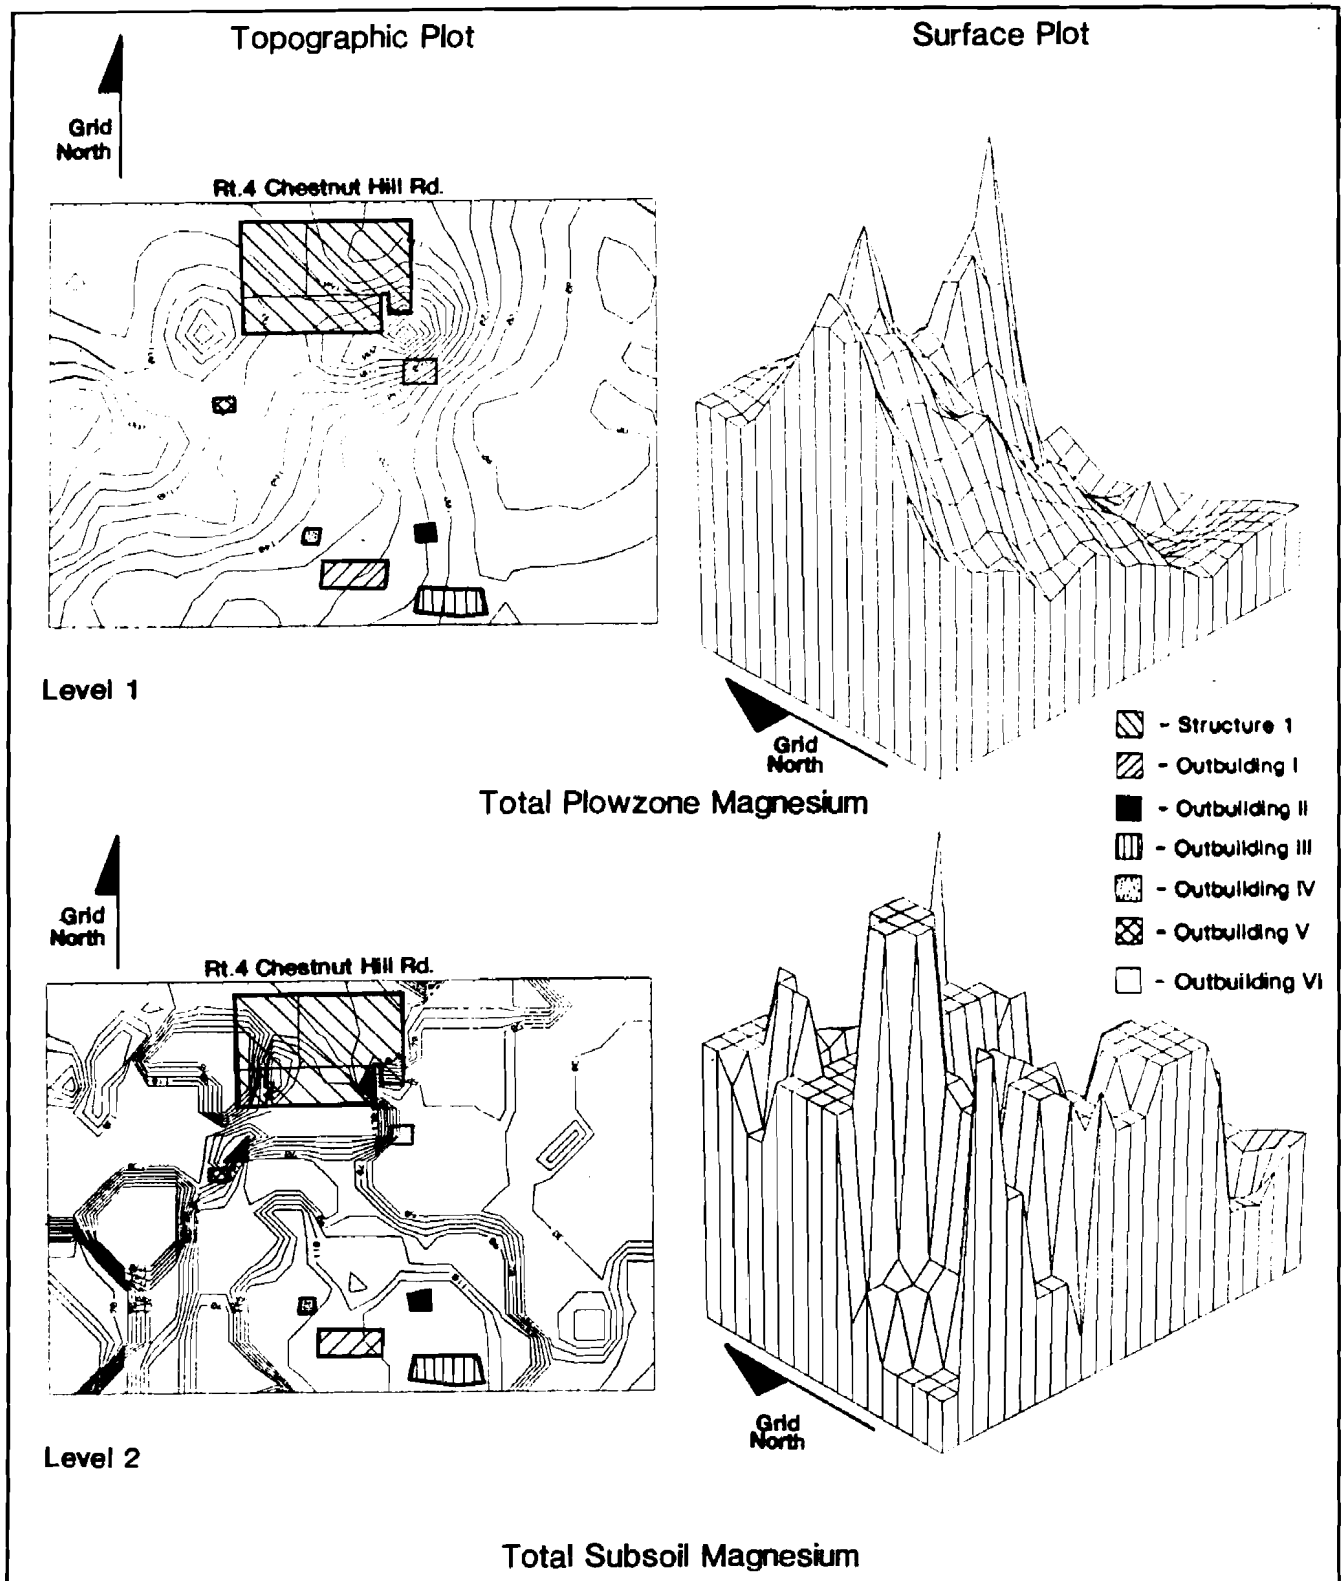 Topographic Plot
Surface Plot
Grid
North
Rt.4 Chestnut Hill Rd.
Level 1
Grid
North
- Structure 1
- Outbulding I
- Outbuilding II
- Outbuilding III
- Outbuilding IV
- Outbuilding V
- Outbuilding VI
Total Plowzone Magnesium
Grid
North
Rt.4 Chestnut Hill Rd.
Level 2
Grid
North
Total Subsoil Magnesium